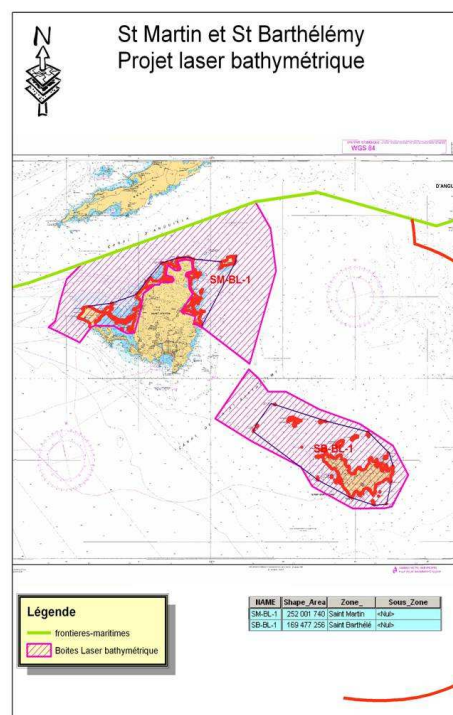 N
St Martin et St Barthélémy
Projet laser bathymétrique
WGS 84
D'ANGU
SM-BL-1
SB-BL-1
Légende
frontieres-maritimes
Boites Laser bathymétrique
NAME Shape_Area Zone_ Sous_Zone
SM-BL-1 252 001 740 Saint Martin <Nul>
SB-BL-1 169 477 256 Saint Barthélé <Nul>